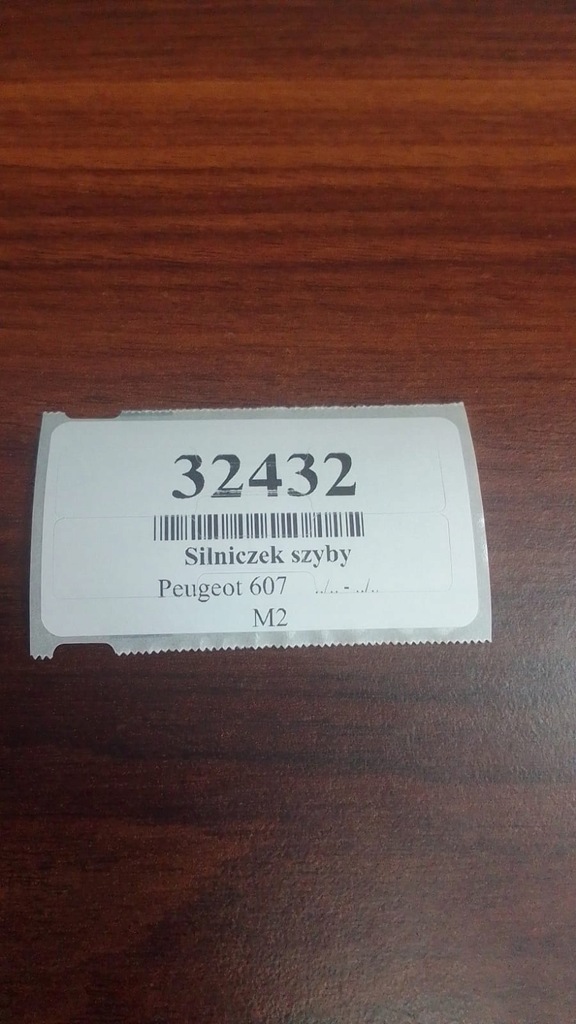 32432
Silniczek szyby
Peugeot 607 ../.. - ../..
M2